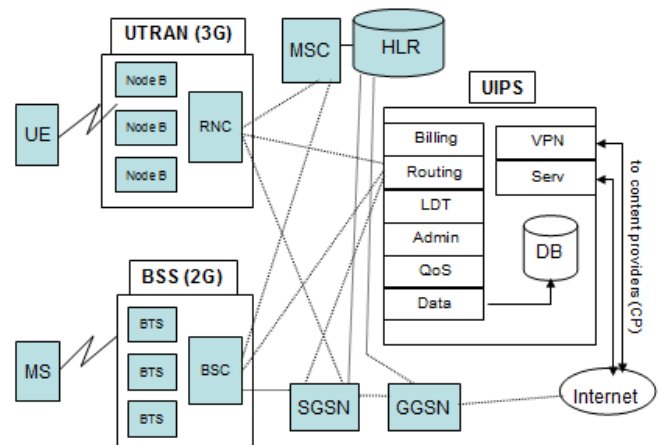 UTRAN (3G)
MSC
HLR
Node B
Node B
Node B
RNC
UE
UIPS
Billing
Routing
LDT
Admin
QoS
Data
VPN
Serv
DB
to content providers (CP)
BSS (2G)
BTS
BTS
BTS
BSC
MS
SGSN
GGSN
Internet